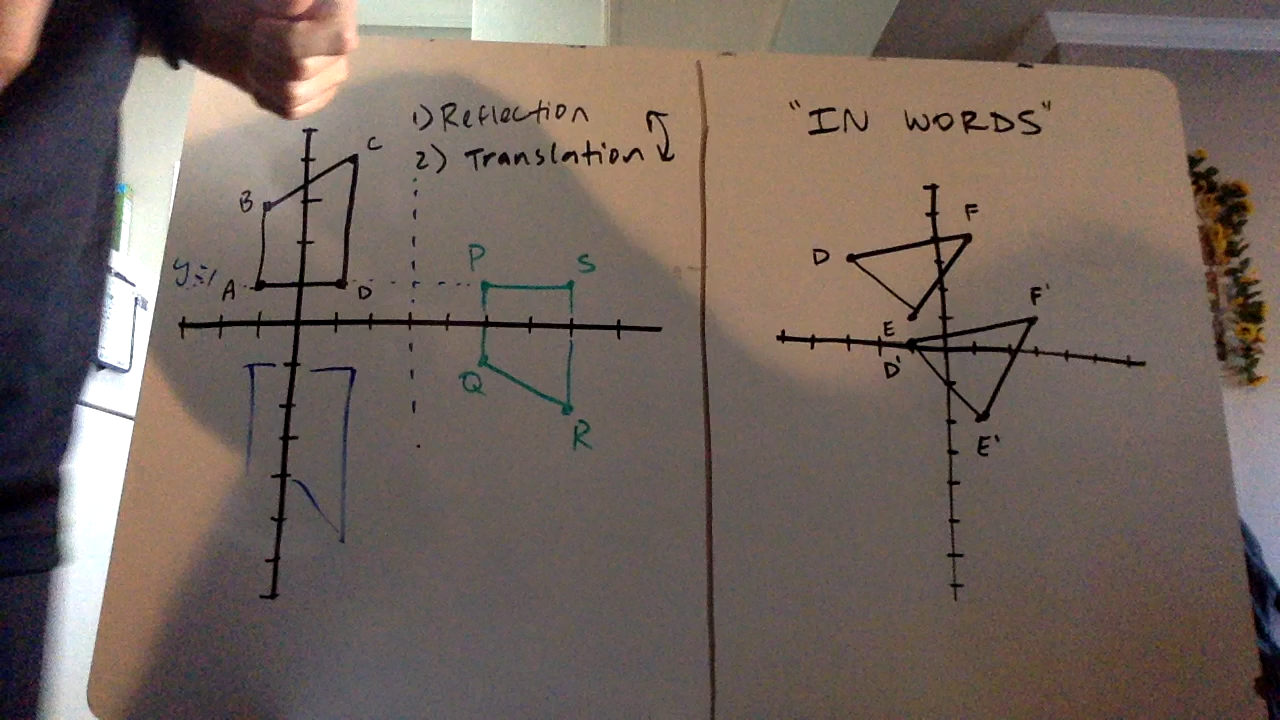 1) Reflection
2) Translation
C
B
y=1
A
D
P
S
Q
R
"IN WORDS"
F
D
E
F'
D'
E'